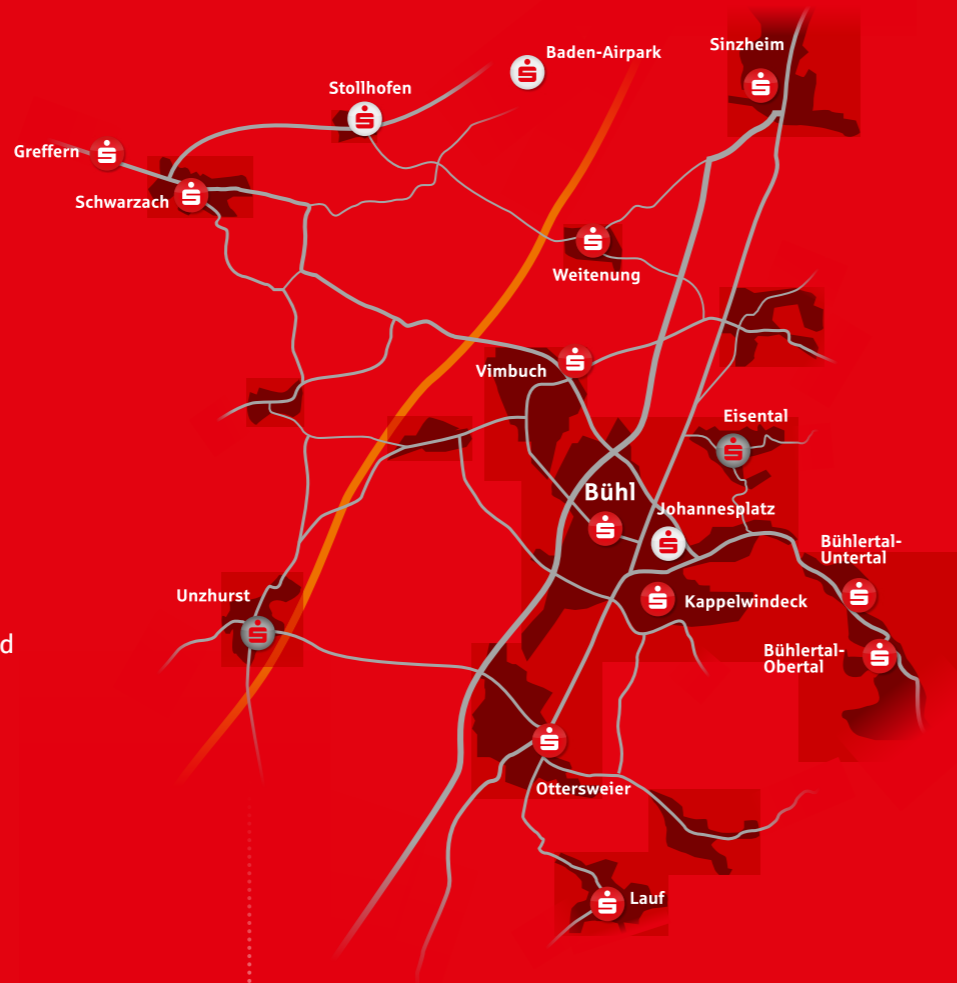 Sinzheim
Baden-Airpark
Stollhofen
Greffern
Schwarzach
Weitenung
Vimbuch
Eisental
Bühl
Johannesplatz
Bühlertal-
Untertal
Unzhurst
Kappelwindeck
d
Bühlertal-
Obertal
Ottersweier
Lauf